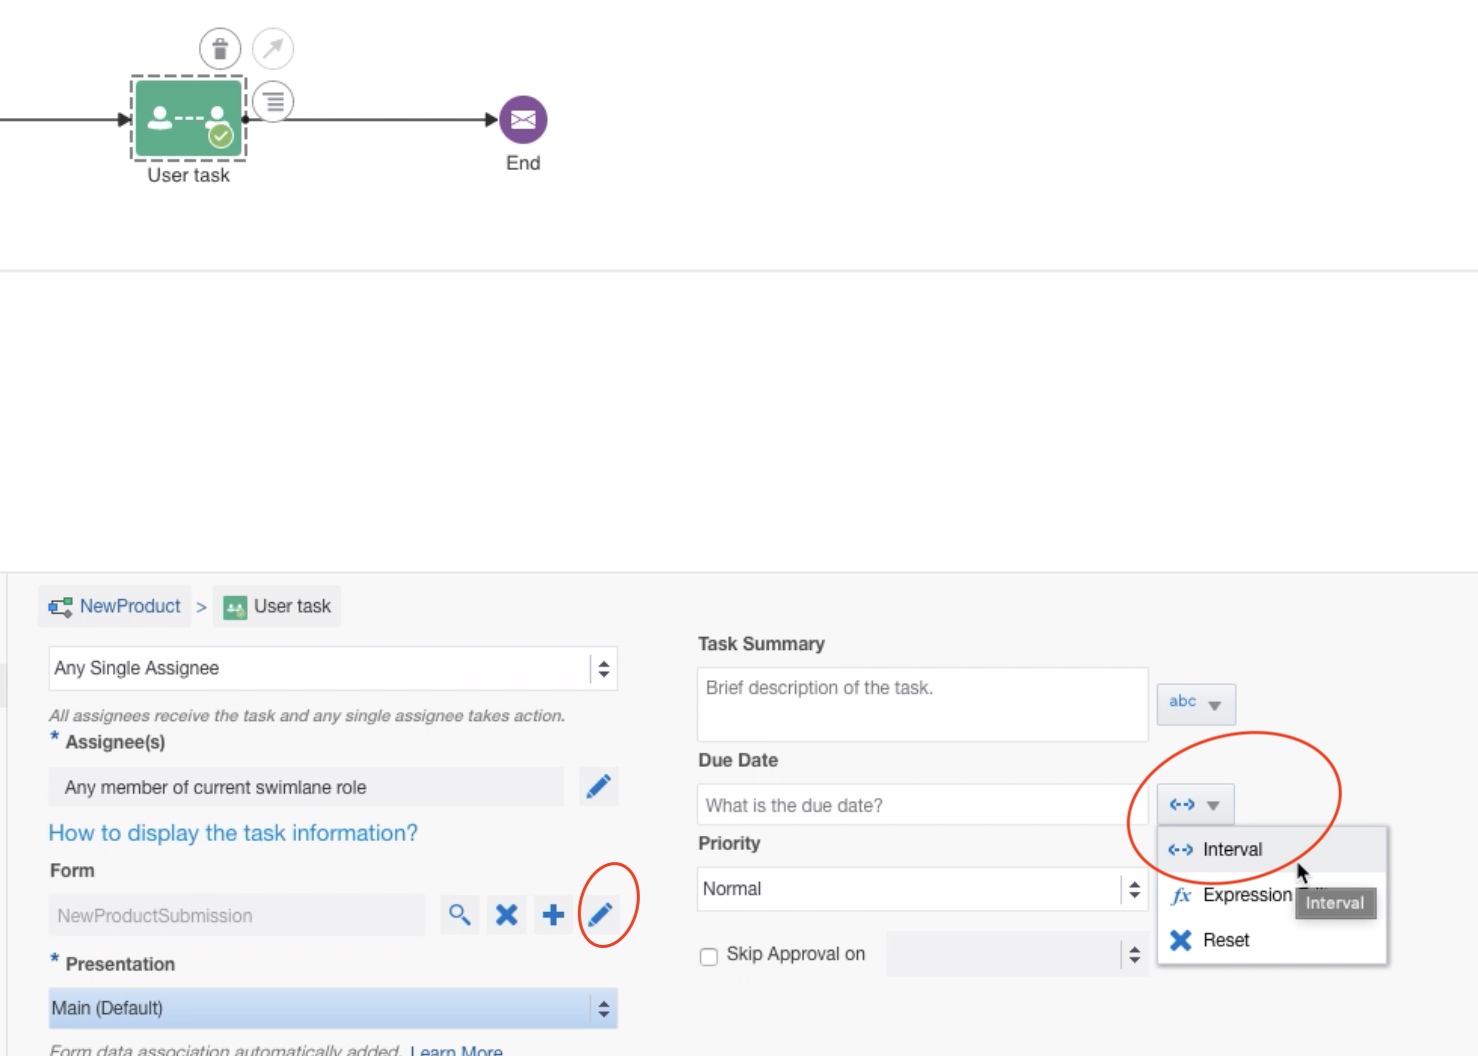 User task
End
NewProduct > User task
Any Single Assignee
All assignees receive the task and any single assignee takes action.
* Assignee(s)
Any member of current swimlane role
How to display the task information?
Form
NewProductSubmission
* Presentation
Main (Default)
Form data association automatically added. Learn More
Task Summary
Brief description of the task.
abc
Due Date
What is the due date?
Interval
Priority
Normal
fx Expression
Interval
Reset
Skip Approval on